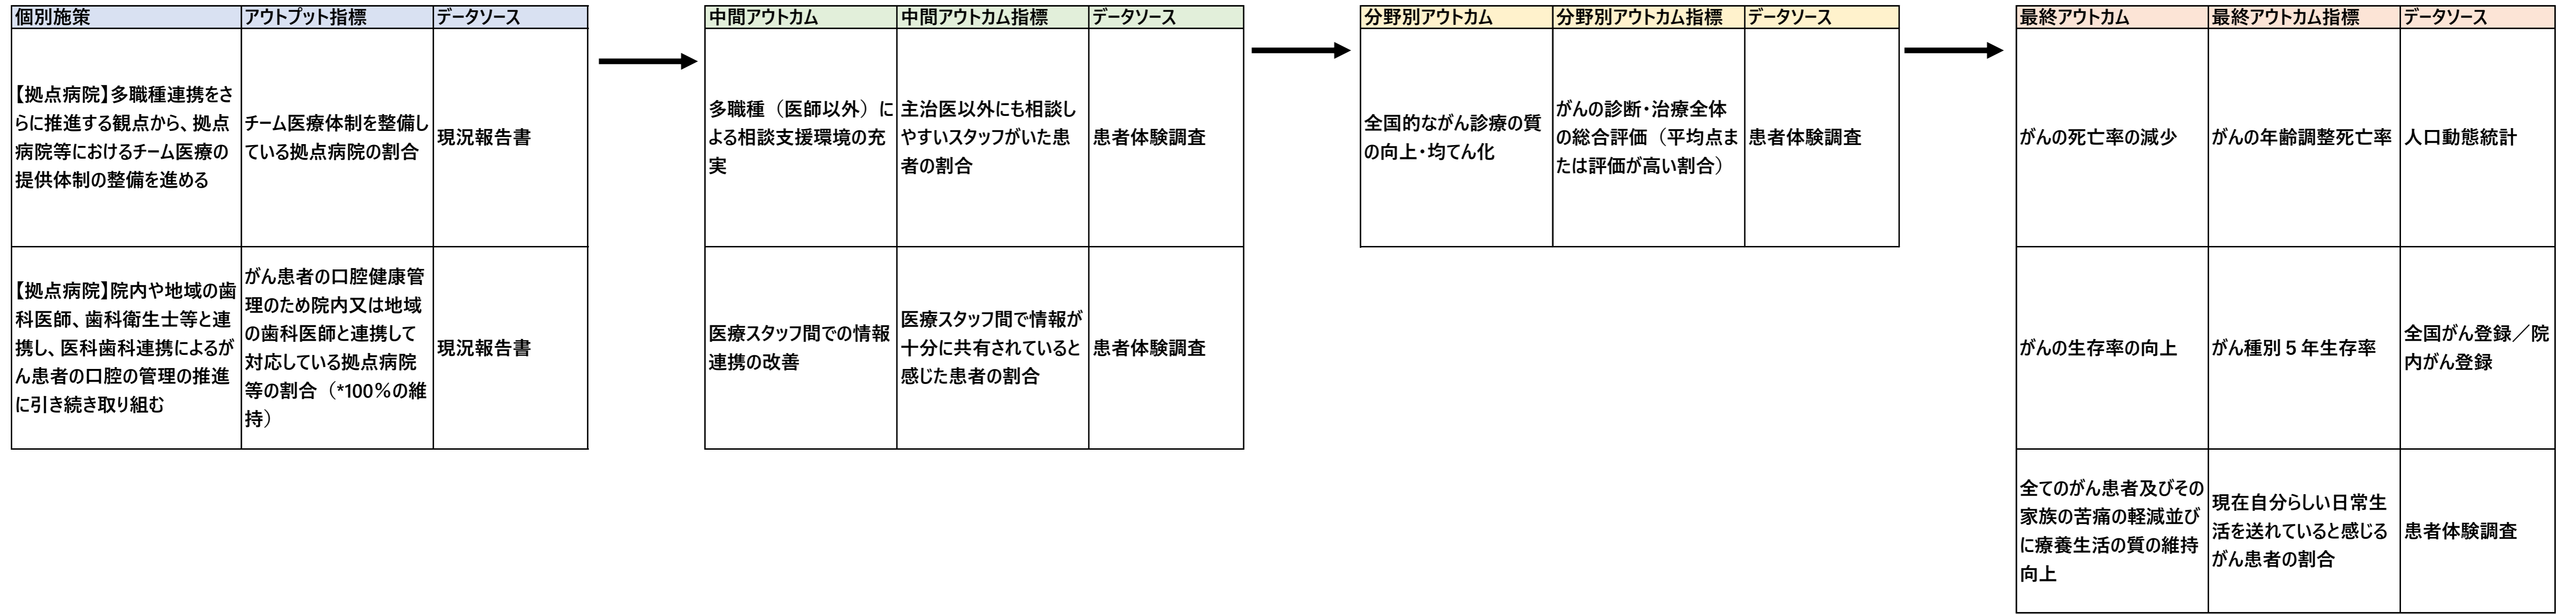 個別施策
アウトプット指標
データソース
【拠点病院】多職種連携をさ
らに推進する観点から、拠点
病院等におけるチーム医療の
提供体制の整備を進める
チーム医療体制を整備し
ている拠点病院の割合
現況報告書
【拠点病院】院内や地域の歯
科医師、歯科衛生士等と連
携し、医科歯科連携によるが
ん患者の口腔の管理の推進
に引き続き取り組む
がん患者の口腔健康管
理のため院内又は地域
の歯科医師と連携して
対応している拠点病院
等の割合（*100％の維
持）
現況報告書
中間アウトカム
中間アウトカム指標
データソース
多職種（医師以外）に
よる相談支援環境の充
実
主治医以外にも相談し
やすいスタッフがいた患
者の割合
患者体験調査
医療スタッフ間での情報
連携の改善
医療スタッフ間で情報が
十分に共有されていると
感じた患者の割合
患者体験調査
分野別アウトカム
分野別アウトカム指標
データソース
全国的ながん診療の質
の向上・均てん化
がんの診断・治療全体
の総合評価（平均点ま
たは評価が高い割合）
患者体験調査
最終アウトカム
最終アウトカム指標
データソース
がんの死亡率の減少
がんの年齢調整死亡率
人口動態統計
がんの生存率の向上
がん種別５年生存率
全国がん登録／院
内がん登録
全てのがん患者及びその
家族の苦痛の軽減並び
に療養生活の質の維持
向上
現在自分らしい日常生
活を送れていると感じる
がん患者の割合
患者体験調査